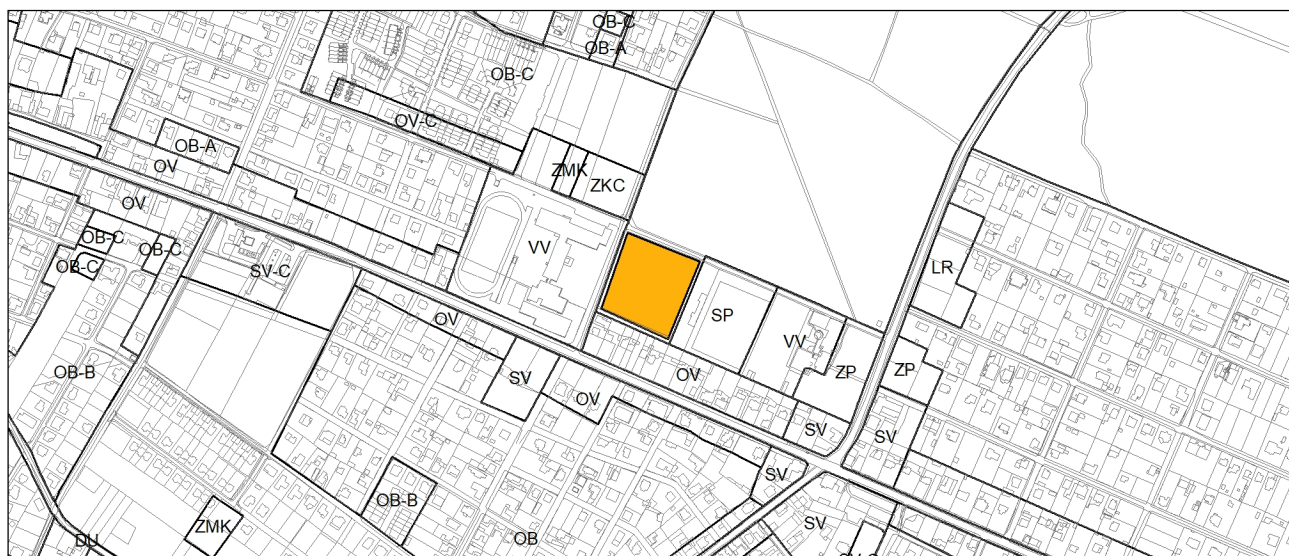 OB-C
OB-A
OB-C
OV-C
OB-A
OV
ZMK
ZKC
OV
OB-C
OB-C
OB-C
SV-C
VV
LR
OV
SP
VV
OB-B
SV
OV
OV
ZP
ZP
SV
SV
SV
OB-B
SV
ZMK
OB
DU